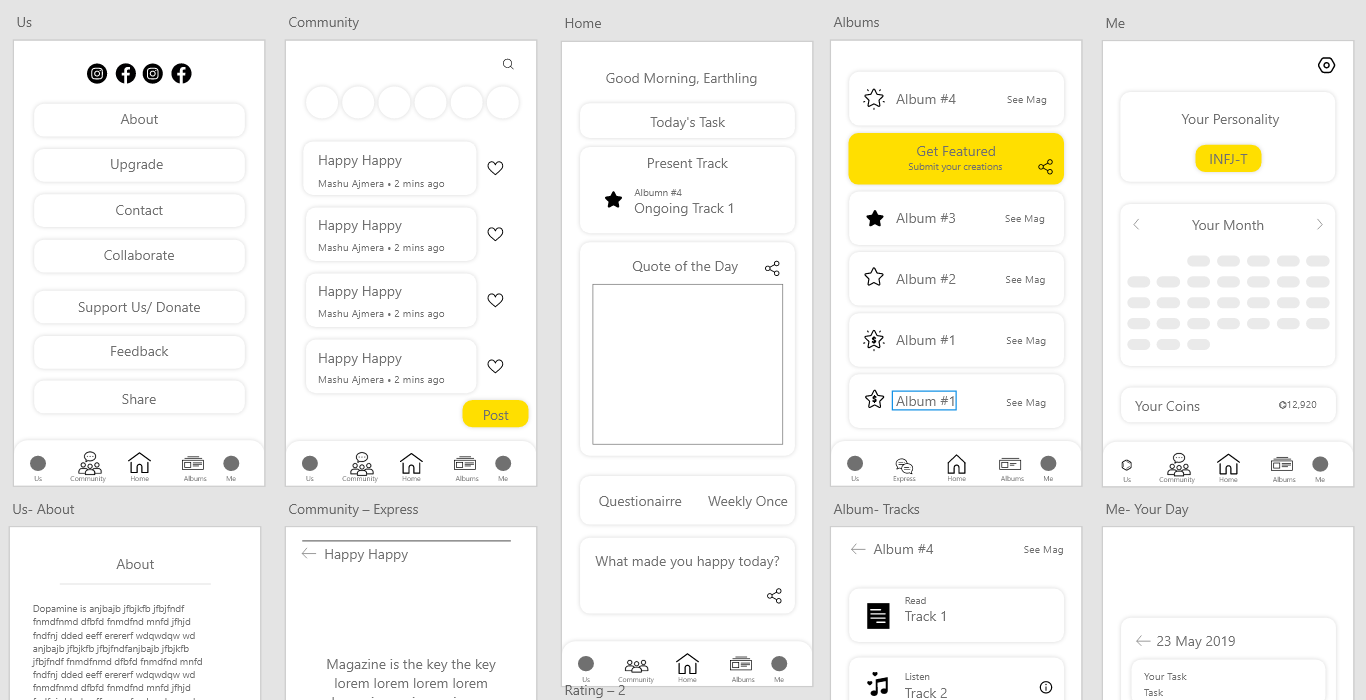 Us
About
Upgrade
Contact
Collaborate
Support Us/ Donate
Feedback
Share
Us
Community
Home
Albums
Me
Community
Happy Happy
Mashu Ajmera • 2 mins ago
Happy Happy
Mashu Ajmera • 2 mins ago
Happy Happy
Mashu Ajmera • 2 mins ago
Happy Happy
Mashu Ajmera • 2 mins ago
Post
Us
Community
Home
Albums
Me
Home
Good Morning, Earthling
Today's Task
Present Track
Albumn #4
Ongoing Track 1
Quote of the Day
Questionairre Weekly Once
What made you happy today?
Us
Community
Home
Albums
Me
Rating – 2
Albums
Album #4 See Mag
Get Featured
Submit your creations
Album #3 See Mag
Album #2 See Mag
Album #1 See Mag
Album #1 See Mag
Us
Express
Home
Albums
Me
Me
Your Personality
INFJ-T
Your Month
Your Coins 12,920
Us
Community
Home
Albums
Me
Us- About
About
Dopamine is anjbajb jfbjkfb jfbjfndf
fnmdfnmd dfbfd fnmdfnd mnfd jfhjd
fndfnj dded eeff erererf wdqwdqw wd
anjbajb jfbjkfb jfbjfndfanjbajb jfbjkfb
jfbjfndf fnmdfnmd dfbfd fnmdfnd mnfd
fndfnj dded eeff erererf wdqwdqw wd
fnmdfnmd dfbfd fnmdfnd mnfd jfhjd
Community – Express
Happy Happy
Magazine is the key the key
lorem lorem lorem lorem
Album- Tracks
Album #4 See Mag
Read
Track 1
Listen
Track 2
Me- Your Day
23 May 2019
Your Task
Task